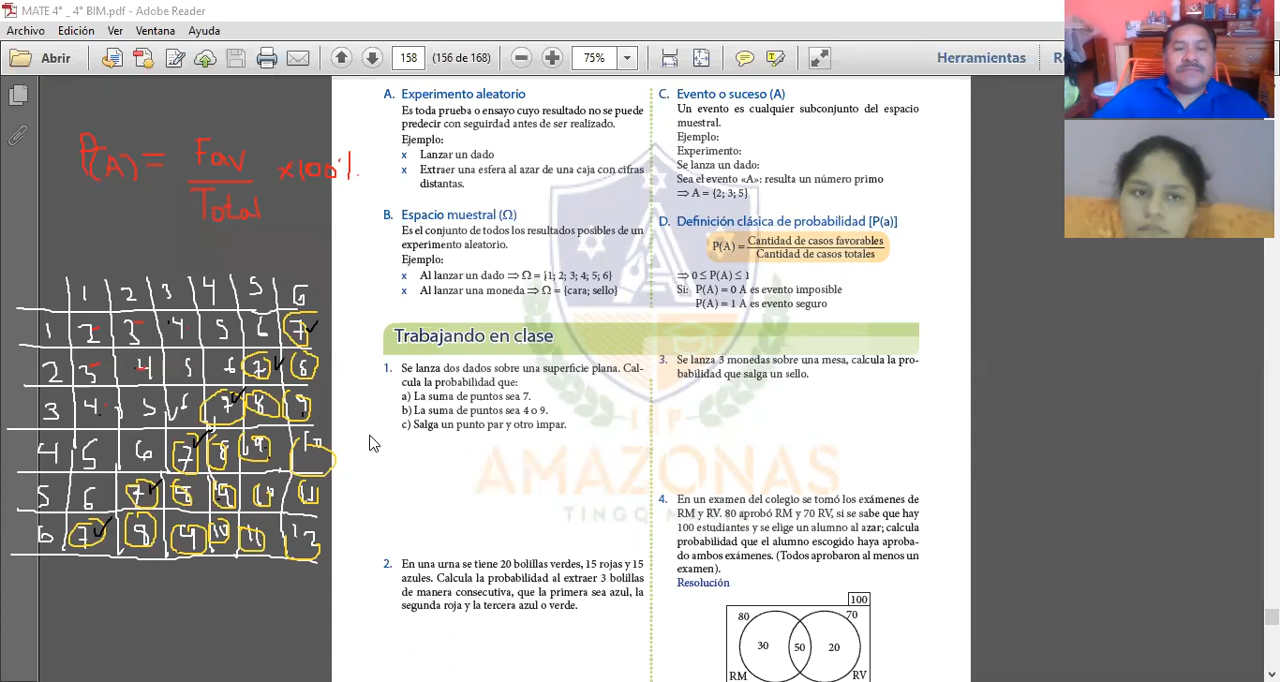 MATE 4° _ 4° BIM.pdf - Adobe Reader
Archivo Edición Ver Ventana Ayuda
Abrir 158 (156 de 168) 75% Herramientas
P(A) = Fav / Total x100%
1 2 3 4 5 6
1 2 3 4 5 6 7
2 3 4 5 6 7 8
3 4 5 6 7 8 9
4 5 6 7 8 9
5 6 7 8 9 10 11
6 7 8 9 10 11 12
A. Experimento aleatorio
Es toda prueba o ensayo cuyo resultado no se puede
predecir con seguirdad antes de ser realizado.
Ejemplo:
x Lanzar un dado
x Extraer una esfera al azar de una caja con cifras
distantas.
B. Espacio muestral (Ω)
Es el conjunto de todos los resultados posibles de un
experimento aleatorio.
Ejemplo:
x Al lanzar un dado ⇒ Ω = {1; 2; 3; 4; 5; 6}
x Al lanzar una moneda ⇒ Ω = {cara; sello}
C. Evento o suceso (A)
Un evento es cualquier subconjunto del espacio
muestral.
Ejemplo:
Experimento:
Se lanza un dado:
Sea el evento «A»: resulta un número primo
⇒ A = {2; 3; 5}
D. Definición clásica de probabilidad [P(a)]
P(A) = Cantidad de casos favorables
Cantidad de casos totales
⇒ 0 ≤ P(A) ≤ 1
Si: P(A) = 0 A es evento imposible
P(A) = 1 A es evento seguro
Trabajando en clase
1. Se lanza dos dados sobre una superficie plana. Cal-
cula la probabilidad que:
a) La suma de puntos sea 7.
b) La suma de puntos sea 4 o 9.
c) Salga un punto par y otro impar.
2. En una urna se tiene 20 bolillas verdes, 15 rojas y 15
azules. Calcula la probabilidad al extraer 3 bolillas
de manera consecutiva, que la primera sea azul, la
segunda roja y la tercera azul o verde.
3. Se lanza 3 monedas sobre una mesa, calcula la pro-
babilidad que salga un sello.
4. En un examen del colegio se tomó los exámenes de
RM y RV. 80 aprobó RM y 70 RV, si se sabe que hay
100 estudiantes y se elige un alumno al azar; calcula
probabilidad que el alumno escogido haya aproba-
do ambos exámenes. (Todos aprobaron al menos un
examen).
Resolución
100
80 70
30 50 20
RM RV
I E P
AMAZONAS
TINGO